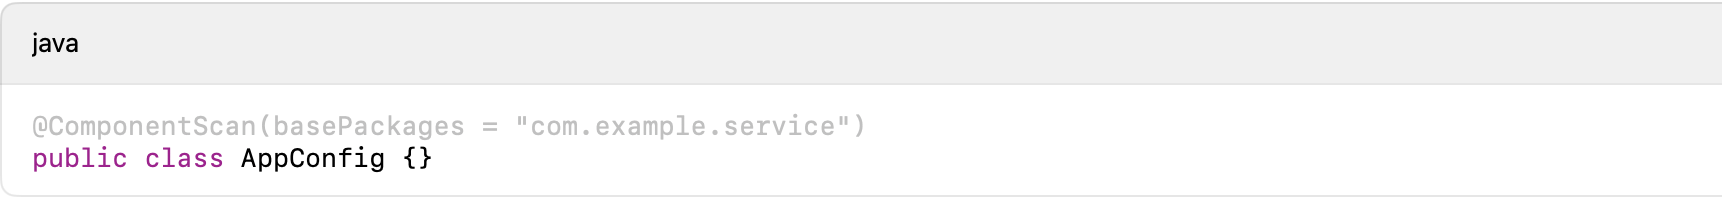 java
@ComponentScan(basePackages = "com.example.service")
public class AppConfig {}